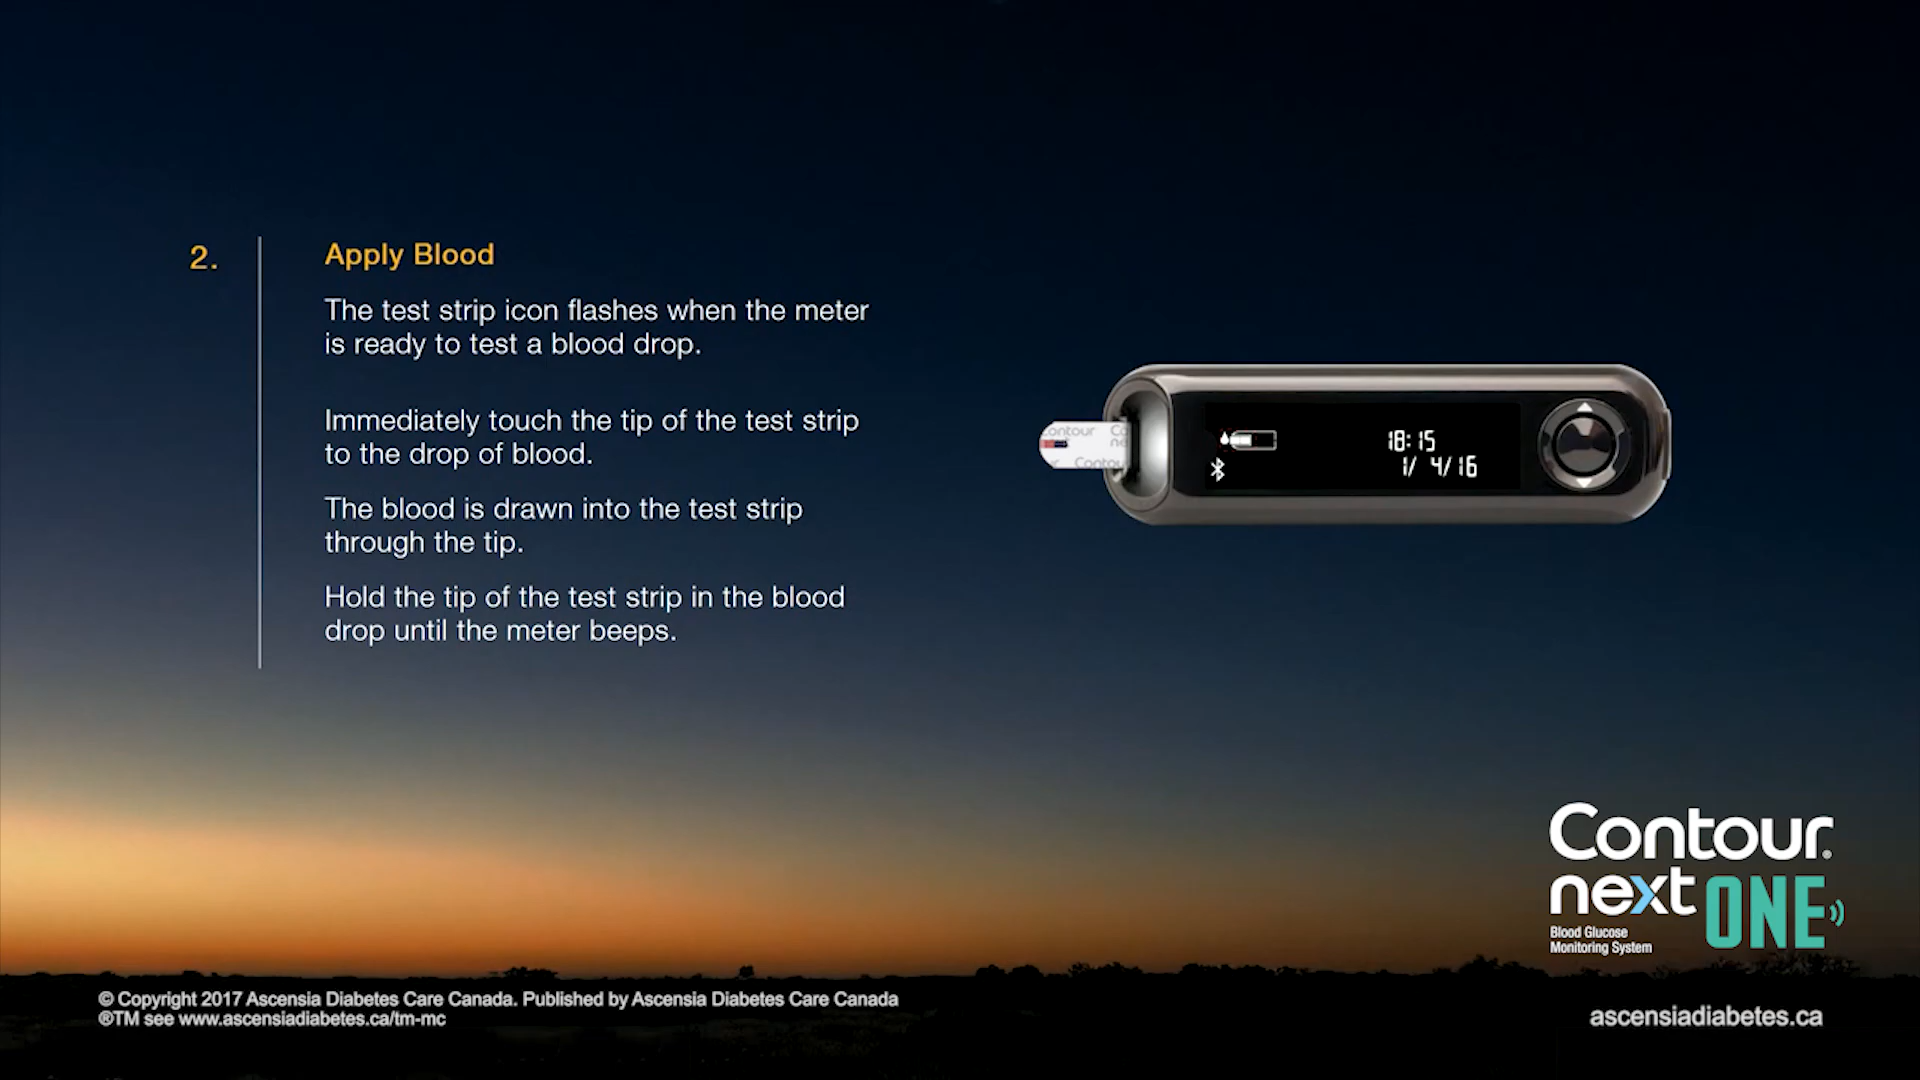 2.
Apply Blood
The test strip icon flashes when the meter
is ready to test a blood drop.
Immediately touch the tip of the test strip
to the drop of blood.
The blood is drawn into the test strip
through the tip.
Hold the tip of the test strip in the blood
drop until the meter beeps.
ontour Co
ne
Contou
18:15
1/ 4/16
Contour®
next ONE
Blood Glucose
Monitoring System
© Copyright 2017 Ascensia Diabetes Care Canada. Published by Ascensia Diabetes Care Canada
®TM see www.ascensiadiabetes.ca/tm-mc
ascensiadiabetes.ca